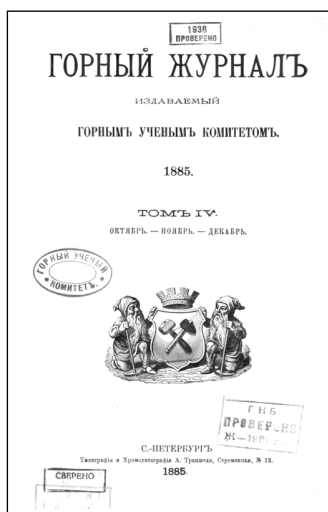 1938
ПРОВЕРЕНО
ГОРНЫЙ ЖУРНАЛЪ
ИЗДАВАЕМЫЙ
ГОРНЫМЪ УЧЕНЫМЪ КОМИТЕТОМЪ.
1885.
ТОМЪ IV.
ОКТЯБРЬ. — НОЯБРЬ. — ДЕКАБРЬ.
ГОРНЫЙ УЧЕНЫЙ
КОМИТЕТЪ.
ГНБ
ПРОВЕРЕНО
С.-ПЕТЕРБУРГЪ
Типографія и Хромолитографія А. Траншеля, Стремянная, № 12.
1885.
СВЕРЕНО